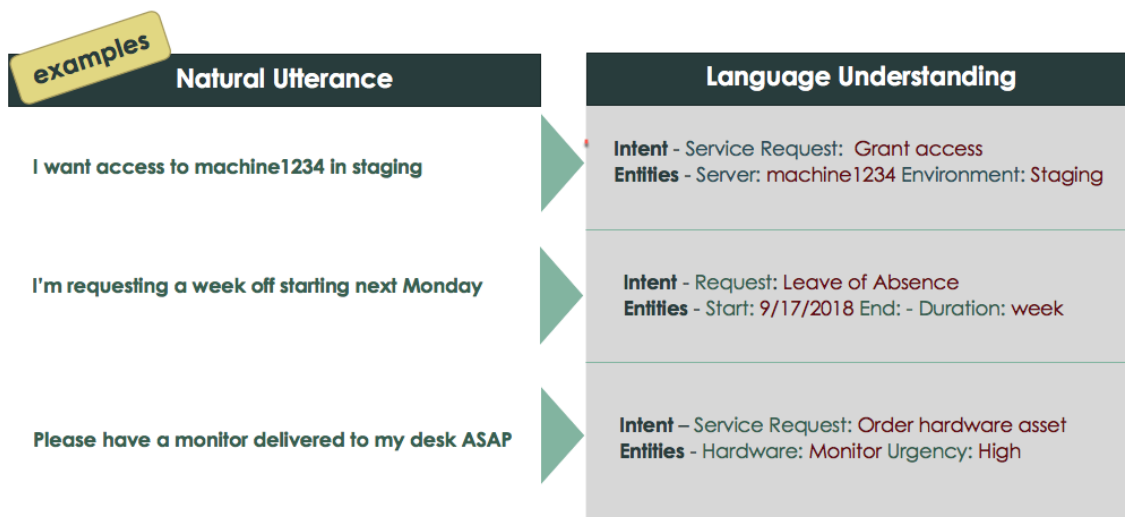 examples
Natural Utterance
Language Understanding
I want access to machine1234 in staging
Intent - Service Request: Grant access
Entities - Server: machine1234 Environment: Staging
I'm requesting a week off starting next Monday
Intent - Request: Leave of Absence
Entities - Start: 9/17/2018 End: - Duration: week
Please have a monitor delivered to my desk ASAP
Intent – Service Request: Order hardware asset
Entities - Hardware: Monitor Urgency: High